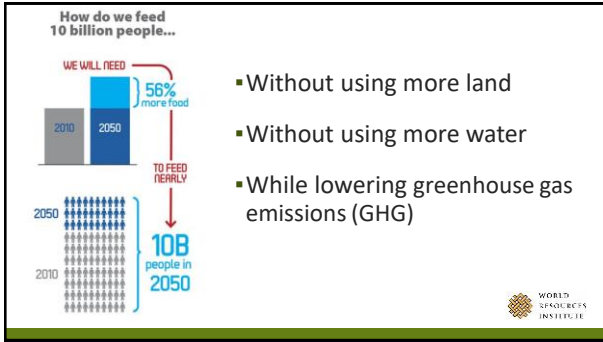 How do we feed
10 billion people...
WE WILL NEED
56%
more food
2010
2050
TO FEED
NEARLY
2050
2010
10B
people in
2050
▪Without using more land
▪Without using more water
▪While lowering greenhouse gas
emissions (GHG)
WORLD
RESOURCES
INSTITUTE